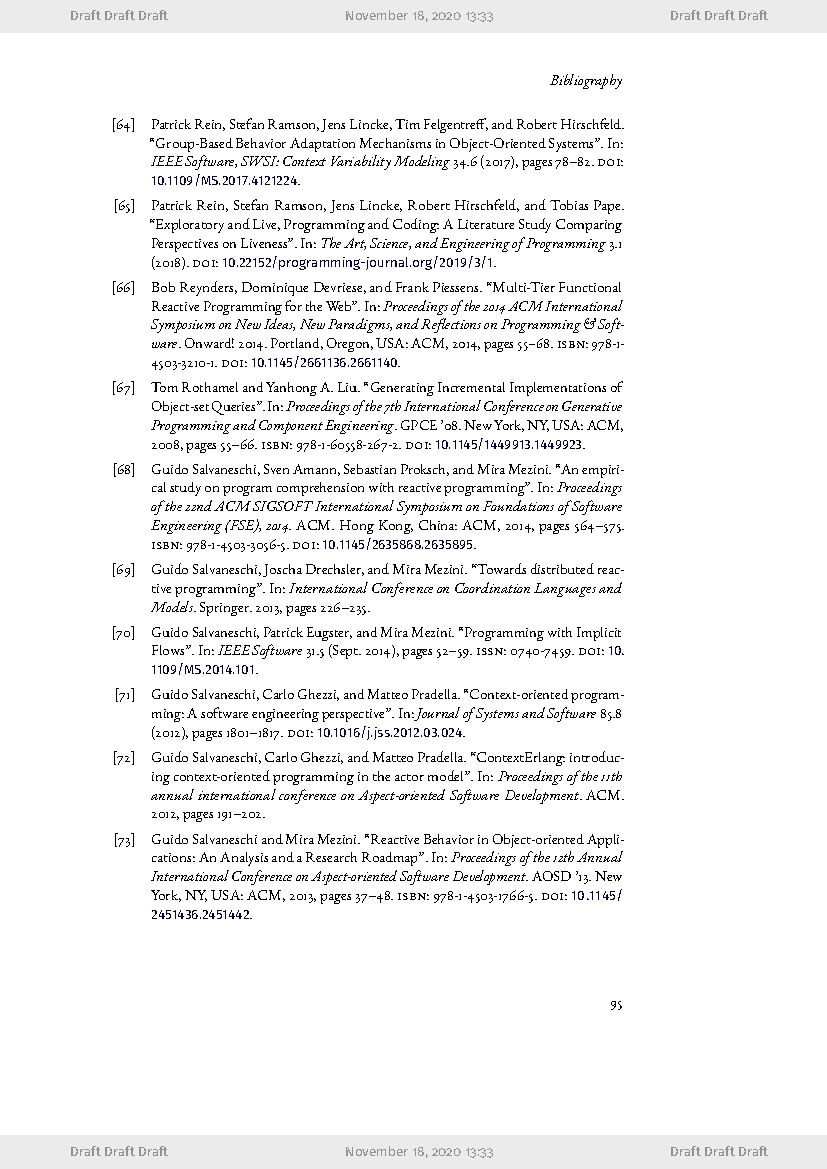 Draft Draft Draft November 18, 2020 13:33 Draft Draft Draft
Bibliography
[64] Patrick Rein, Stefan Ramson, Jens Lincke, Tim Felgentreff, and Robert Hirschfeld.
“Group-Based Behavior Adaptation Mechanisms in Object-Oriented Systems”. In:
IEEE Software, SWSI: Context Variability Modeling 34.6 (2017), pages 78–82. DOI:
10.1109/MS.2017.4121224.
[65] Patrick Rein, Stefan Ramson, Jens Lincke, Robert Hirschfeld, and Tobias Pape.
“Exploratory and Live, Programming and Coding: A Literature Study Comparing
Perspectives on Liveness”. In: The Art, Science, and Engineering of Programming 3.1
(2018). DOI: 10.22152/programming-journal.org/2019/3/1.
[66] Bob Reynders, Dominique Devriese, and Frank Piessens. “Multi-Tier Functional
Reactive Programming for the Web”. In: Proceedings of the 2014 ACM International
Symposium on New Ideas, New Paradigms, and Reflections on Programming & Soft-
ware. Onward! 2014. Portland, Oregon, USA: ACM, 2014, pages 55–68. ISBN: 978-1-
4503-3210-1. DOI: 10.1145/2661136.2661140.
[67] Tom Rothamel and Yanhong A. Liu. “Generating Incremental Implementations of
Object-set Queries”. In: Proceedings of the 7th International Conference on Generative
Programming and Component Engineering. GPCE ’08. New York, NY, USA: ACM,
2008, pages 55–66. ISBN: 978-1-60558-267-2. DOI: 10.1145/1449913.1449923.
[68] Guido Salvaneschi, Sven Amann, Sebastian Proksch, and Mira Mezini. “An empiri-
cal study on program comprehension with reactive programming”. In: Proceedings
of the 22nd ACM SIGSOFT International Symposium on Foundations of Software
Engineering (FSE), 2014. ACM. Hong Kong, China: ACM, 2014, pages 564–575.
ISBN: 978-1-4503-3056-5. DOI: 10.1145/2635868.2635895.
[69] Guido Salvaneschi, Joscha Drechsler, and Mira Mezini. “Towards distributed reac-
tive programming”. In: International Conference on Coordination Languages and
Models. Springer. 2013, pages 226–235.
[70] Guido Salvaneschi, Patrick Eugster, and Mira Mezini. “Programming with Implicit
Flows”. In: IEEE Software 31.5 (Sept. 2014), pages 52–59. ISSN: 0740-7459. DOI: 10.
1109/MS.2014.101.
[71] Guido Salvaneschi, Carlo Ghezzi, and Matteo Pradella. “Context-oriented program-
ming: A software engineering perspective”. In: Journal of Systems and Software 85.8
(2012), pages 1801–1817. DOI: 10.1016/j.jss.2012.03.024.
[72] Guido Salvaneschi, Carlo Ghezzi, and Matteo Pradella. “ContextErlang: introduc-
ing context-oriented programming in the actor model”. In: Proceedings of the 11th
annual international conference on Aspect-oriented Software Development. ACM.
2012, pages 191–202.
[73] Guido Salvaneschi and Mira Mezini. “Reactive Behavior in Object-oriented Appli-
cations: An Analysis and a Research Roadmap”. In: Proceedings of the 12th Annual
International Conference on Aspect-oriented Software Development. AOSD ’13. New
York, NY, USA: ACM, 2013, pages 37–48. ISBN: 978-1-4503-1766-5. DOI: 10.1145/
2451436.2451442.
95
Draft Draft Draft November 18, 2020 13:33 Draft Draft Draft